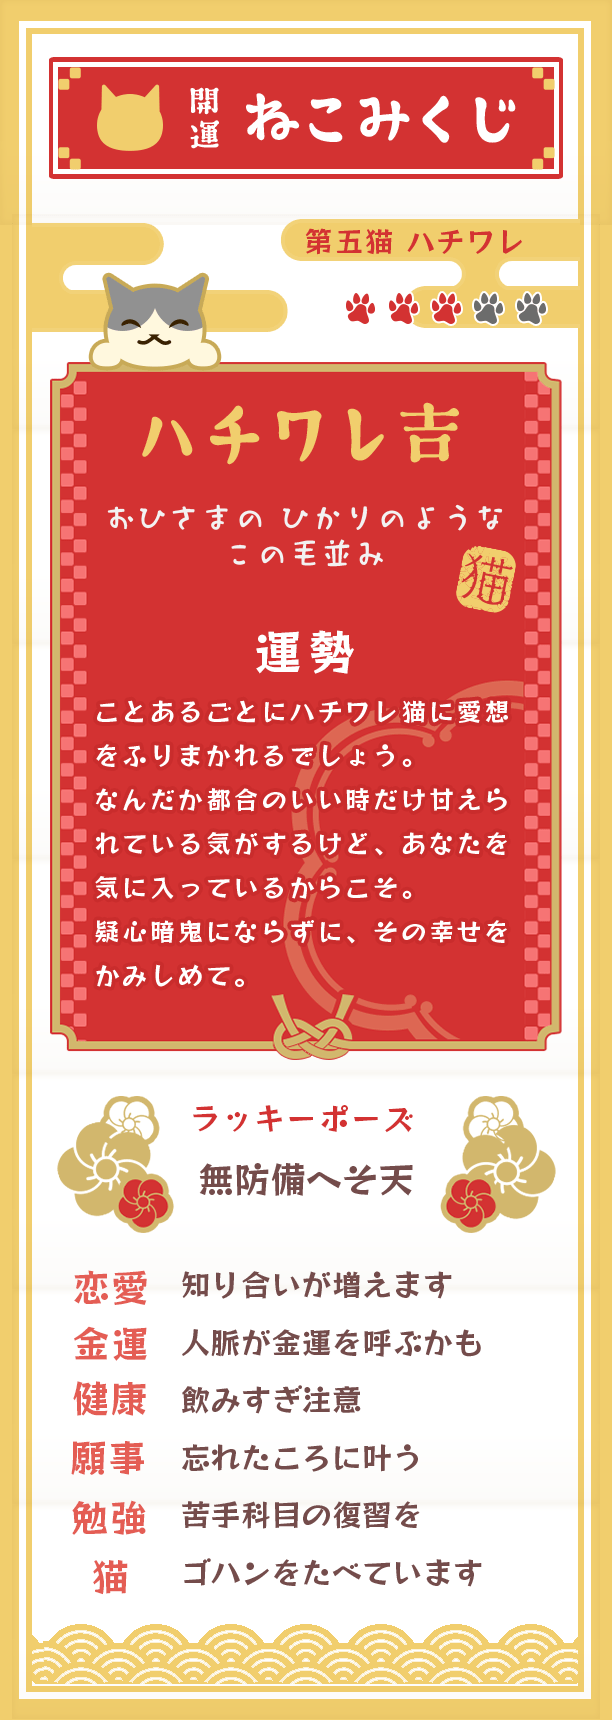 開運
ねこみくじ
第五猫 ハチワレ
ハチワレ吉
おひさまの ひかりのような
この毛並み
猫
運勢
ことあるごとにハチワレ猫に愛想
をふりまかれるでしょう。
なんだか都合のいい時だけ甘えら
れている気がするけど、あなたを
気に入っているからこそ。
疑心暗鬼にならずに、その幸せを
かみしめて。
ラッキーポーズ
無防備へそ天
恋愛 知り合いが増えます
金運 人脈が金運を呼ぶかも
健康 飲みすぎ注意
願事 忘れたころに叶う
勉強 苦手科目の復習を
猫 ゴハンをたべています